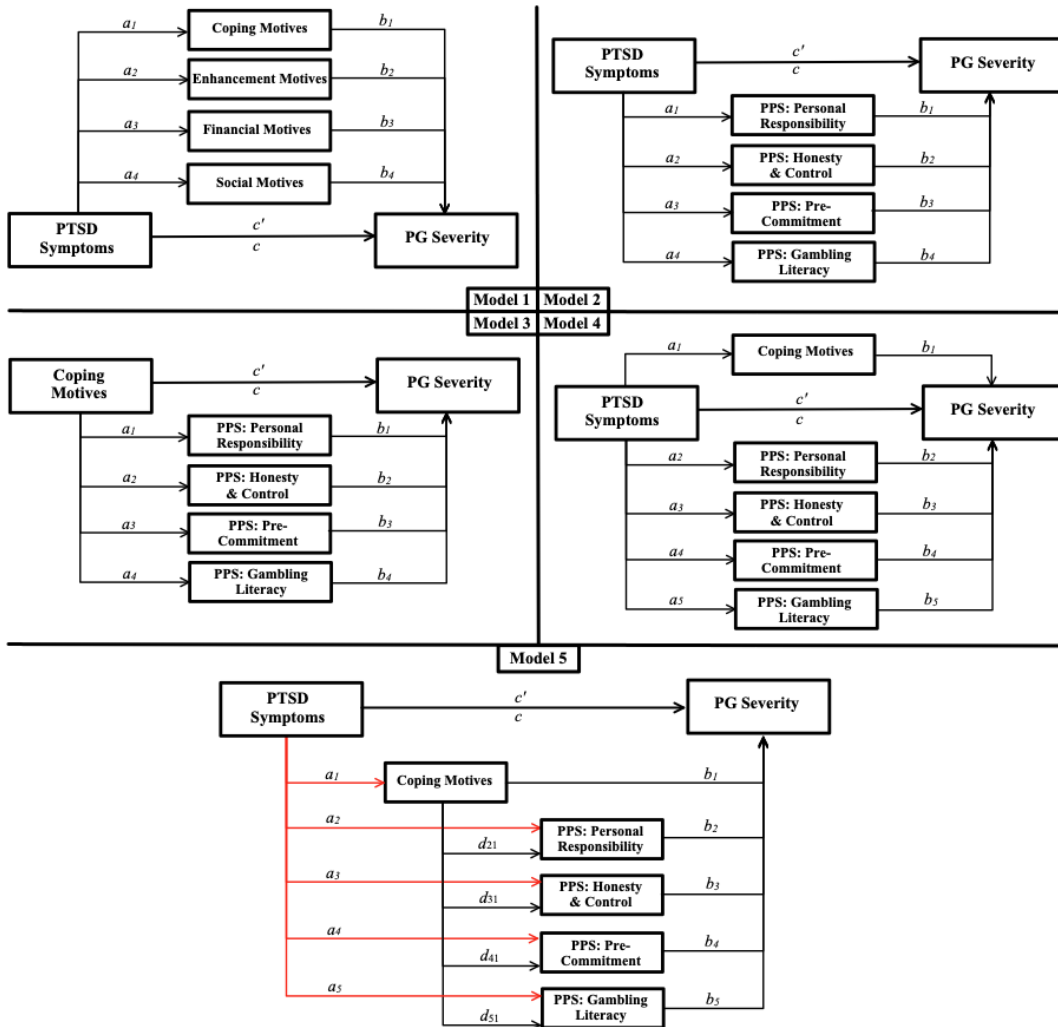 a1
Coping Motives
b1
a2
Enhancement Motives
b2
a3
Financial Motives
b3
a4
Social Motives
b4
PTSD
Symptoms
c'
c
PG Severity
Model 1
PTSD
Symptoms
c'
c
PG Severity
a1
PPS: Personal
Responsibility
b1
a2
PPS: Honesty
& Control
b2
a3
PPS: Pre-
Commitment
b3
a4
PPS: Gambling
Literacy
b4
Model 2
Model 3
Coping
Motives
c'
c
PG Severity
a1
PPS: Personal
Responsibility
b1
a2
PPS: Honesty
& Control
b2
a3
PPS: Pre-
Commitment
b3
a4
PPS: Gambling
Literacy
b4
Model 4
a1
Coping Motives
b1
PTSD
Symptoms
c'
c
PG Severity
a2
PPS: Personal
Responsibility
b2
a3
PPS: Honesty
& Control
b3
a4
PPS: Pre-
Commitment
b4
a5
PPS: Gambling
Literacy
b5
Model 5
PTSD
Symptoms
c'
c
PG Severity
a1
Coping Motives
b1
a2
PPS: Personal
Responsibility
b2
d21
a3
PPS: Honesty
& Control
b3
d31
a4
PPS: Pre-
Commitment
b4
d41
a5
PPS: Gambling
Literacy
b5
d51